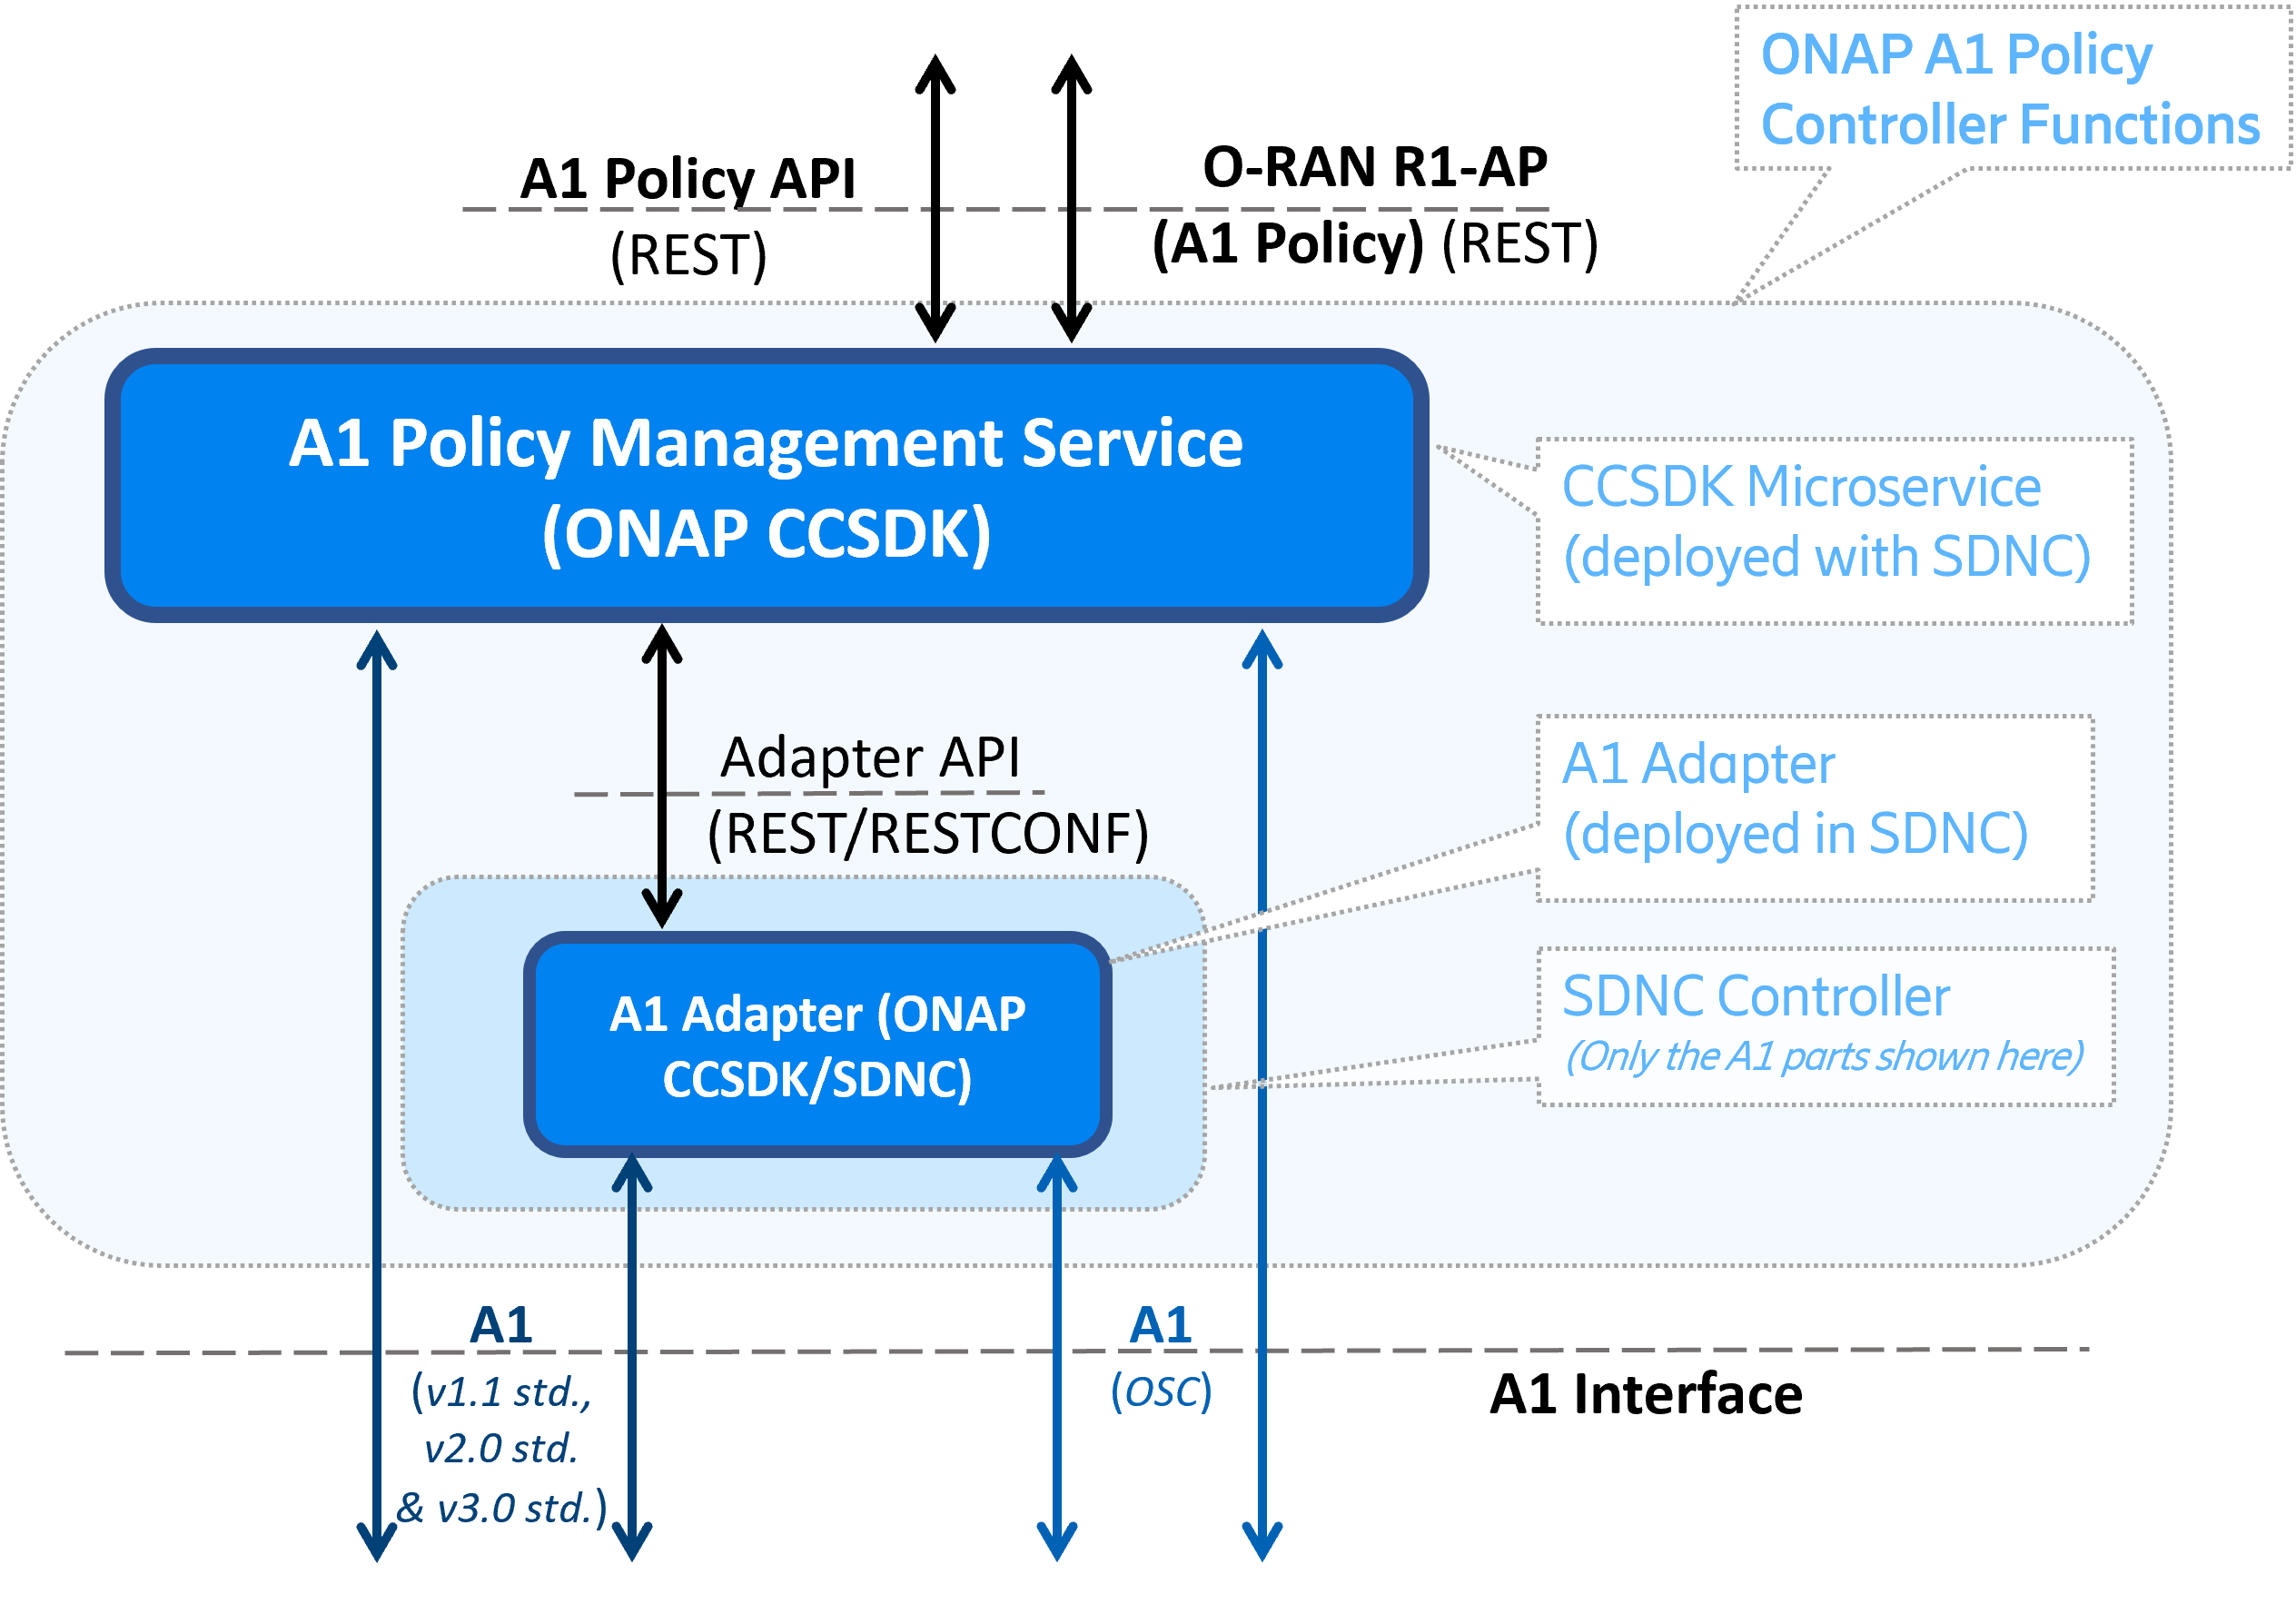 ONAP A1 Policy
Controller Functions
A1 Policy API
(REST)
O-RAN R1-AP
(A1 Policy) (REST)
A1 Policy Management Service
(ONAP CCSDK)
CCSDK Microservice
(deployed with SDNC)
Adapter API
(REST/RESTCONF)
A1 Adapter
(deployed in SDNC)
A1 Adapter (ONAP
CCSDK/SDNC)
SDNC Controller
(Only the A1 parts shown here)
A1
(v1.1 std.,
v2.0 std.
& v3.0 std.)
A1
(OSC)
A1 Interface